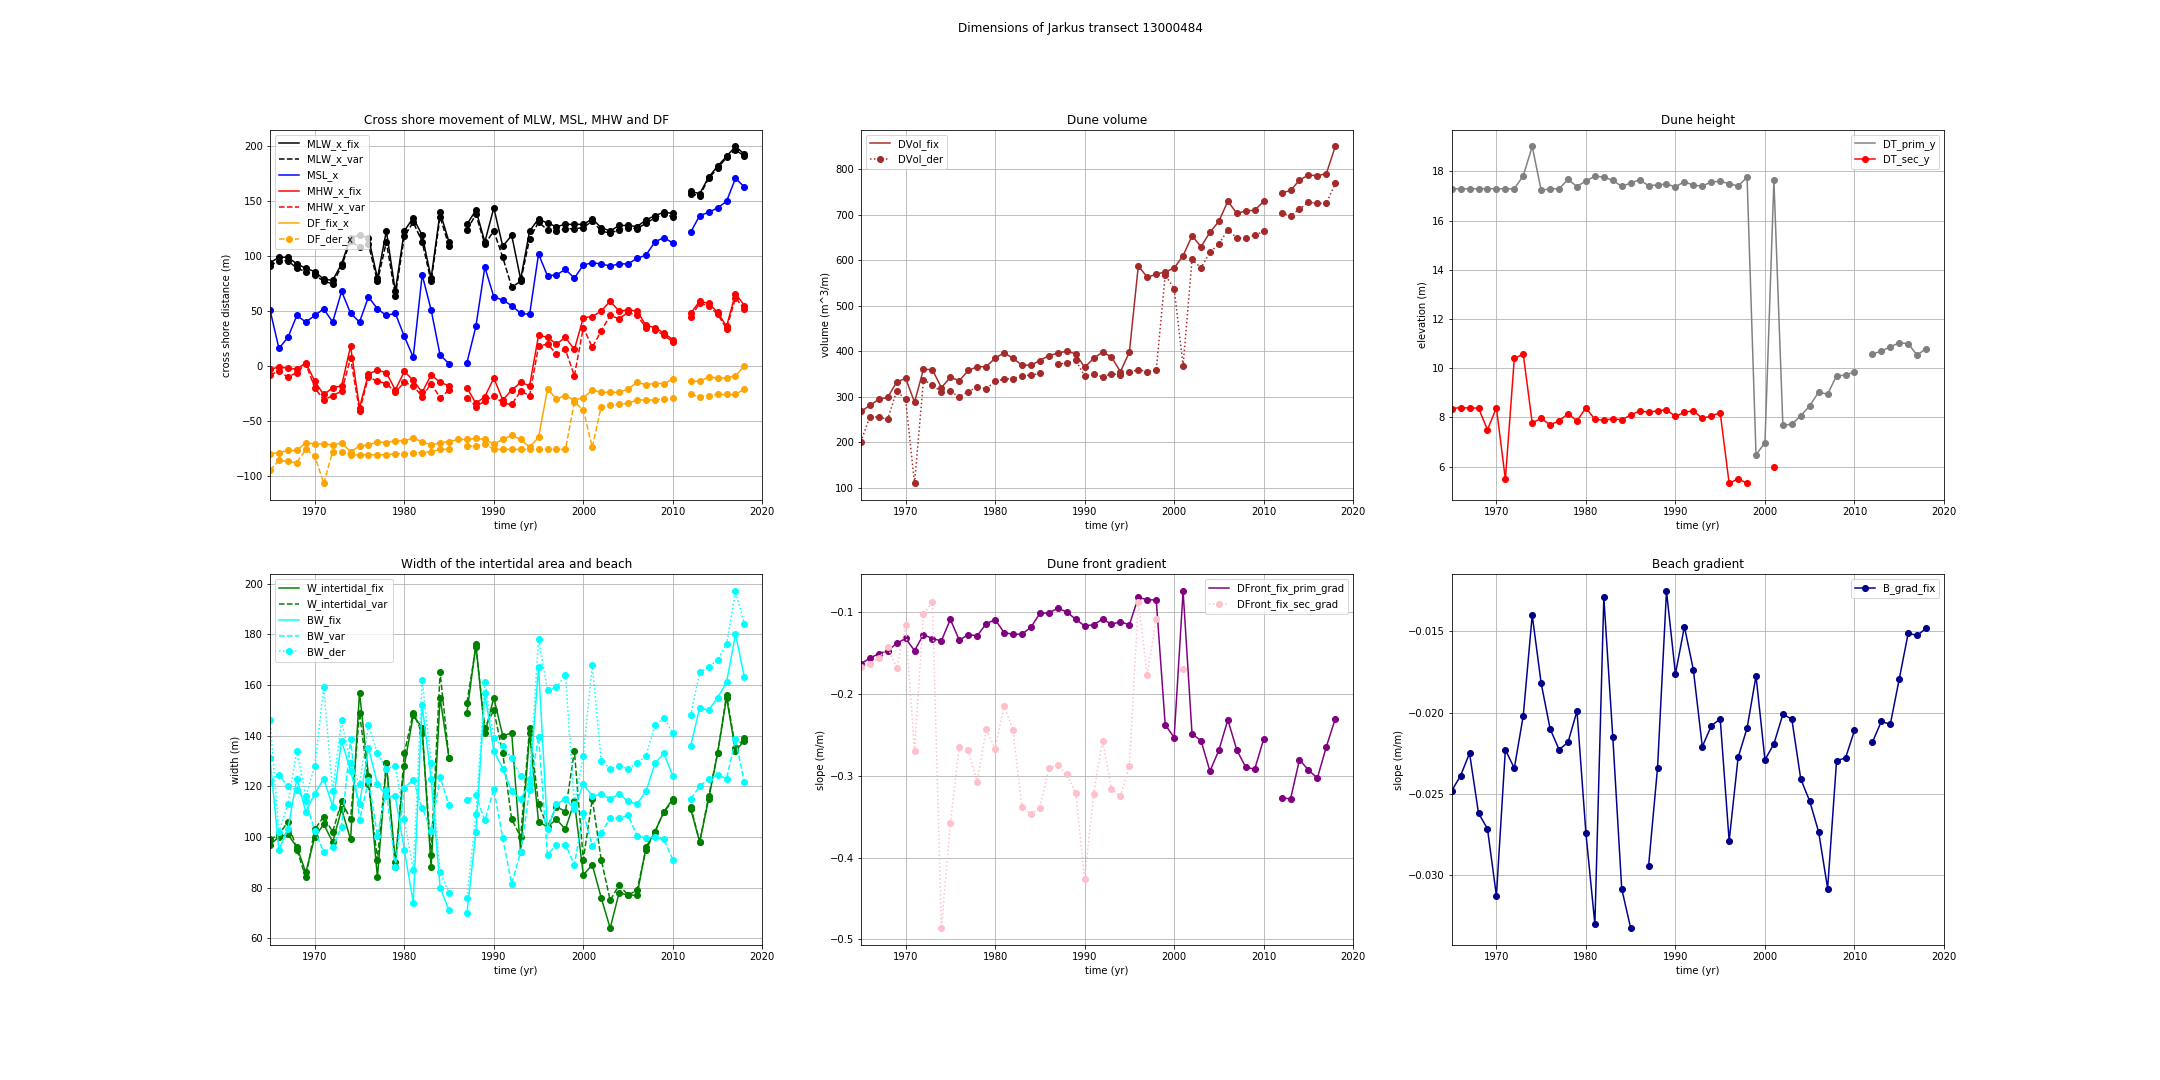 Dimensions of Jarkus transect 13000484
Cross shore movement of MLW, MSL, MHW and DF
MLW_x_fix
MLW_x_var
MSL_x
MHW_x_fix
MHW_x_var
DF_fix_x
DF_der_x
200
150
100
50
0
−50
−100
cross shore distance (m)
1970 1980 1990 2000 2010 2020
time (yr)
Dune volume
DVol_fix
DVol_der
800
700
600
500
400
300
200
100
volume (m^3/m)
1970 1980 1990 2000 2010 2020
time (yr)
Dune height
DT_prim_y
DT_sec_y
18
16
14
12
10
8
6
elevation (m)
1970 1980 1990 2000 2010 2020
time (yr)
Width of the intertidal area and beach
W_intertidal_fix
W_intertidal_var
BW_fix
BW_var
BW_der
200
180
160
140
120
100
80
60
width (m)
1970 1980 1990 2000 2010 2020
time (yr)
Dune front gradient
DFront_fix_prim_grad
DFront_fix_sec_grad
−0.1
−0.2
−0.3
−0.4
−0.5
slope (m/m)
1970 1980 1990 2000 2010 2020
time (yr)
Beach gradient
B_grad_fix
−0.015
−0.020
−0.025
−0.030
slope (m/m)
1970 1980 1990 2000 2010 2020
time (yr)